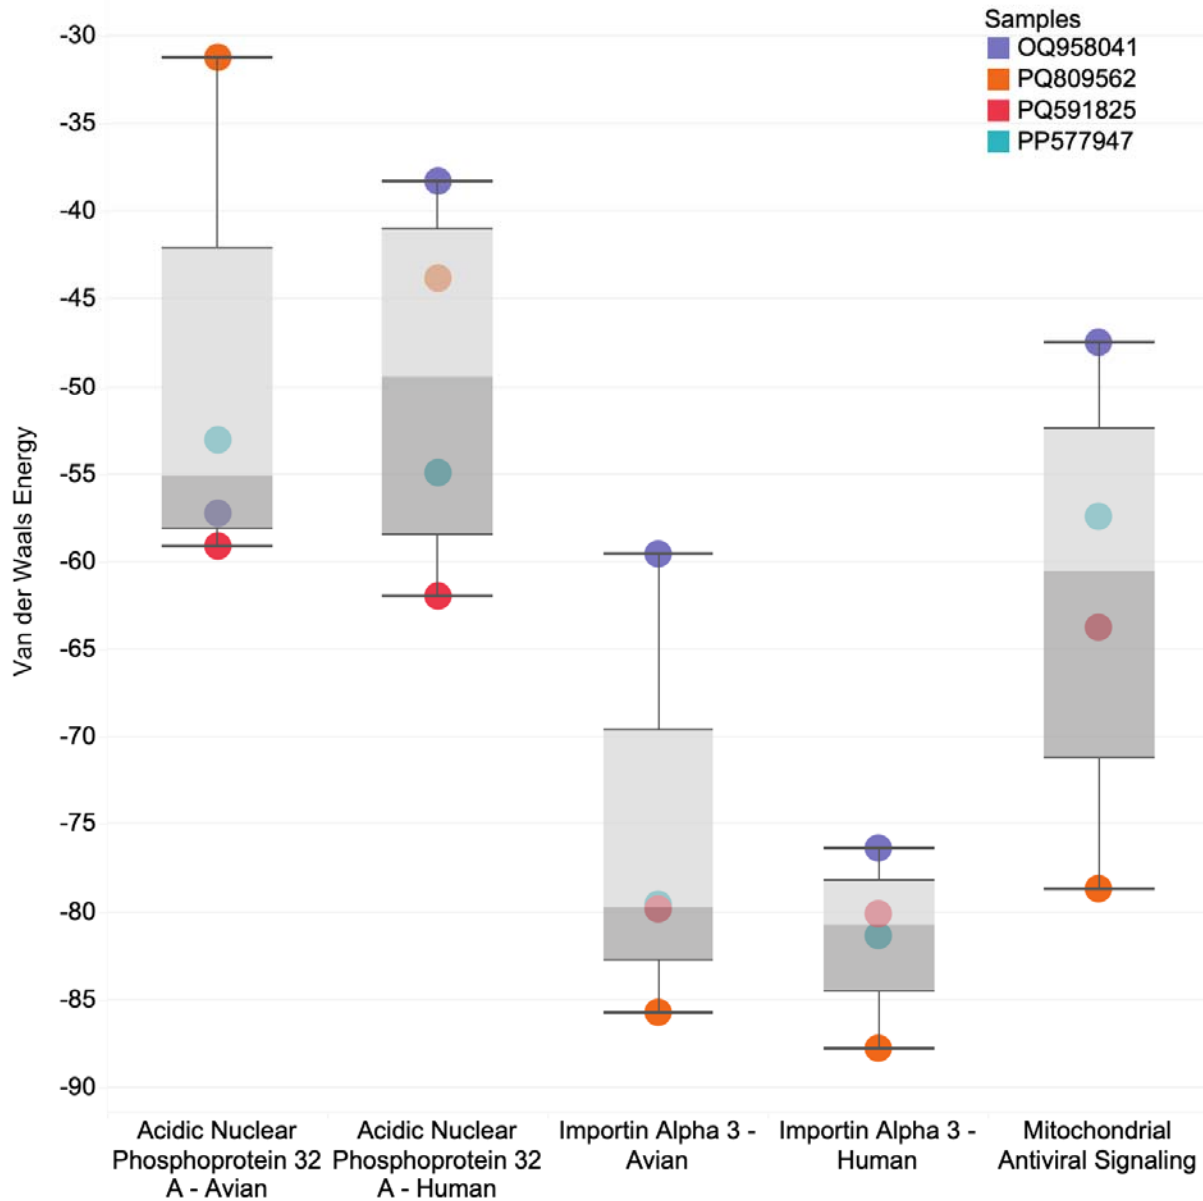 Samples
OQ958041
PQ809562
PQ591825
PP577947
Van der Waals Energy
-30
-35
-40
-45
-50
-55
-60
-65
-70
-75
-80
-85
-90
Acidic Nuclear
Phosphoprotein 32
A - Avian
Acidic Nuclear
Phosphoprotein 32
A - Human
Importin Alpha 3 -
Avian
Importin Alpha 3 -
Human
Mitochondrial
Antiviral Signaling